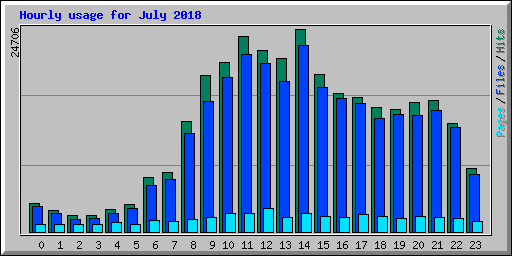 Hourly usage for July 2018
24706
Pages/Files/Hits
0 1 2 3 4 5 6 7 8 9 10 11 12 13 14 15 16 17 18 19 20 21 22 23